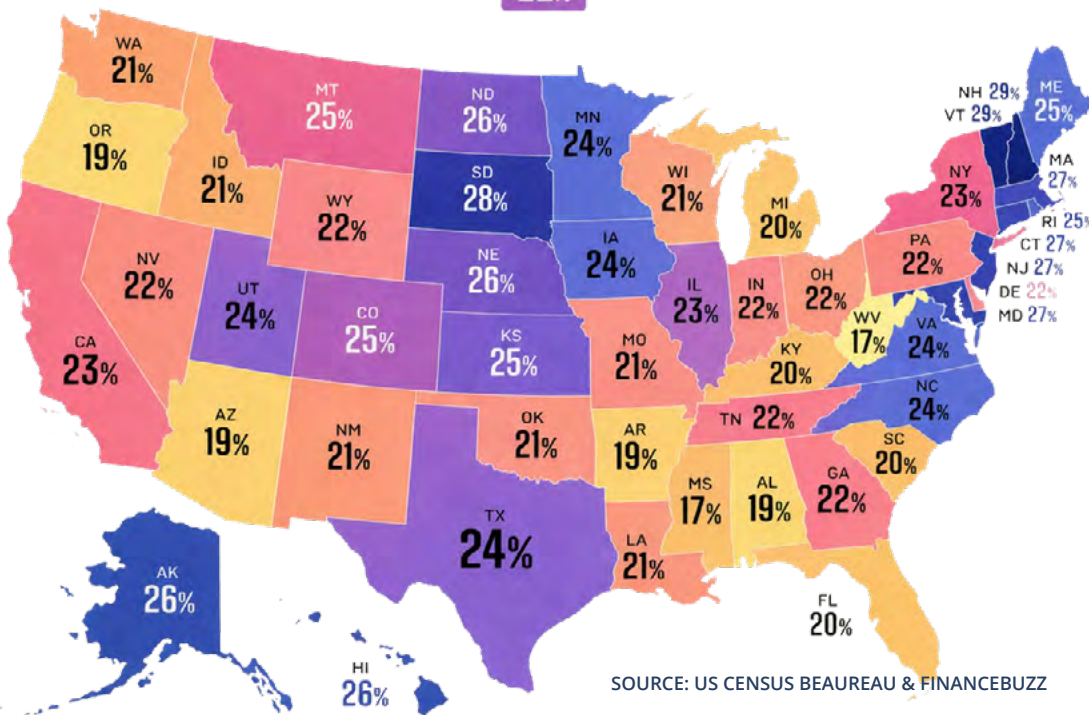 WA
21%
MT
25%
ND
26%
MN
24%
NH 29%
VT 29%
ME
25%
OR
19%
ID
21%
SD
28%
WI
21%
MI
20%
NY
23%
MA
27%
RI 25%
CT 27%
NJ 27%
DE 22%
MD 27%
WY
22%
NV
22%
UT
24%
NE
26%
IA
24%
IL
23%
IN
22%
OH
22%
PA
22%
WV
17%
VA
24%
CA
23%
CO
25%
KS
25%
MO
21%
KY
20%
NC
24%
AZ
19%
NM
21%
OK
21%
AR
19%
TN 22%
SC
20%
MS
17%
AL
19%
GA
22%
TX
24%
LA
21%
FL
20%
AK
26%
HI
26%
SOURCE: US CENSUS BEAUREAU & FINANCEBUZZ